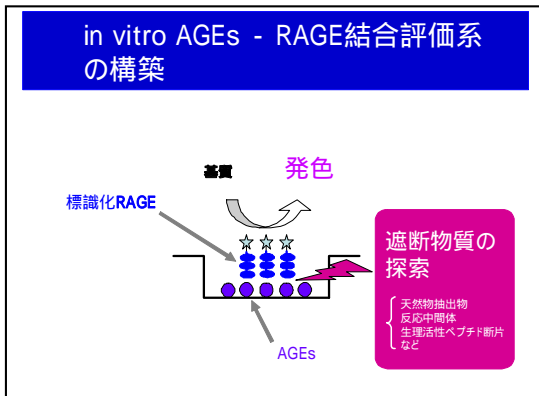 in vitro AGEs - RAGE結合評価系
の構築
基質
発色
標識化RAGE
遮断物質の
探索
天然物抽出物
反応中間体
生理活性ペプチド断片
など
AGEs